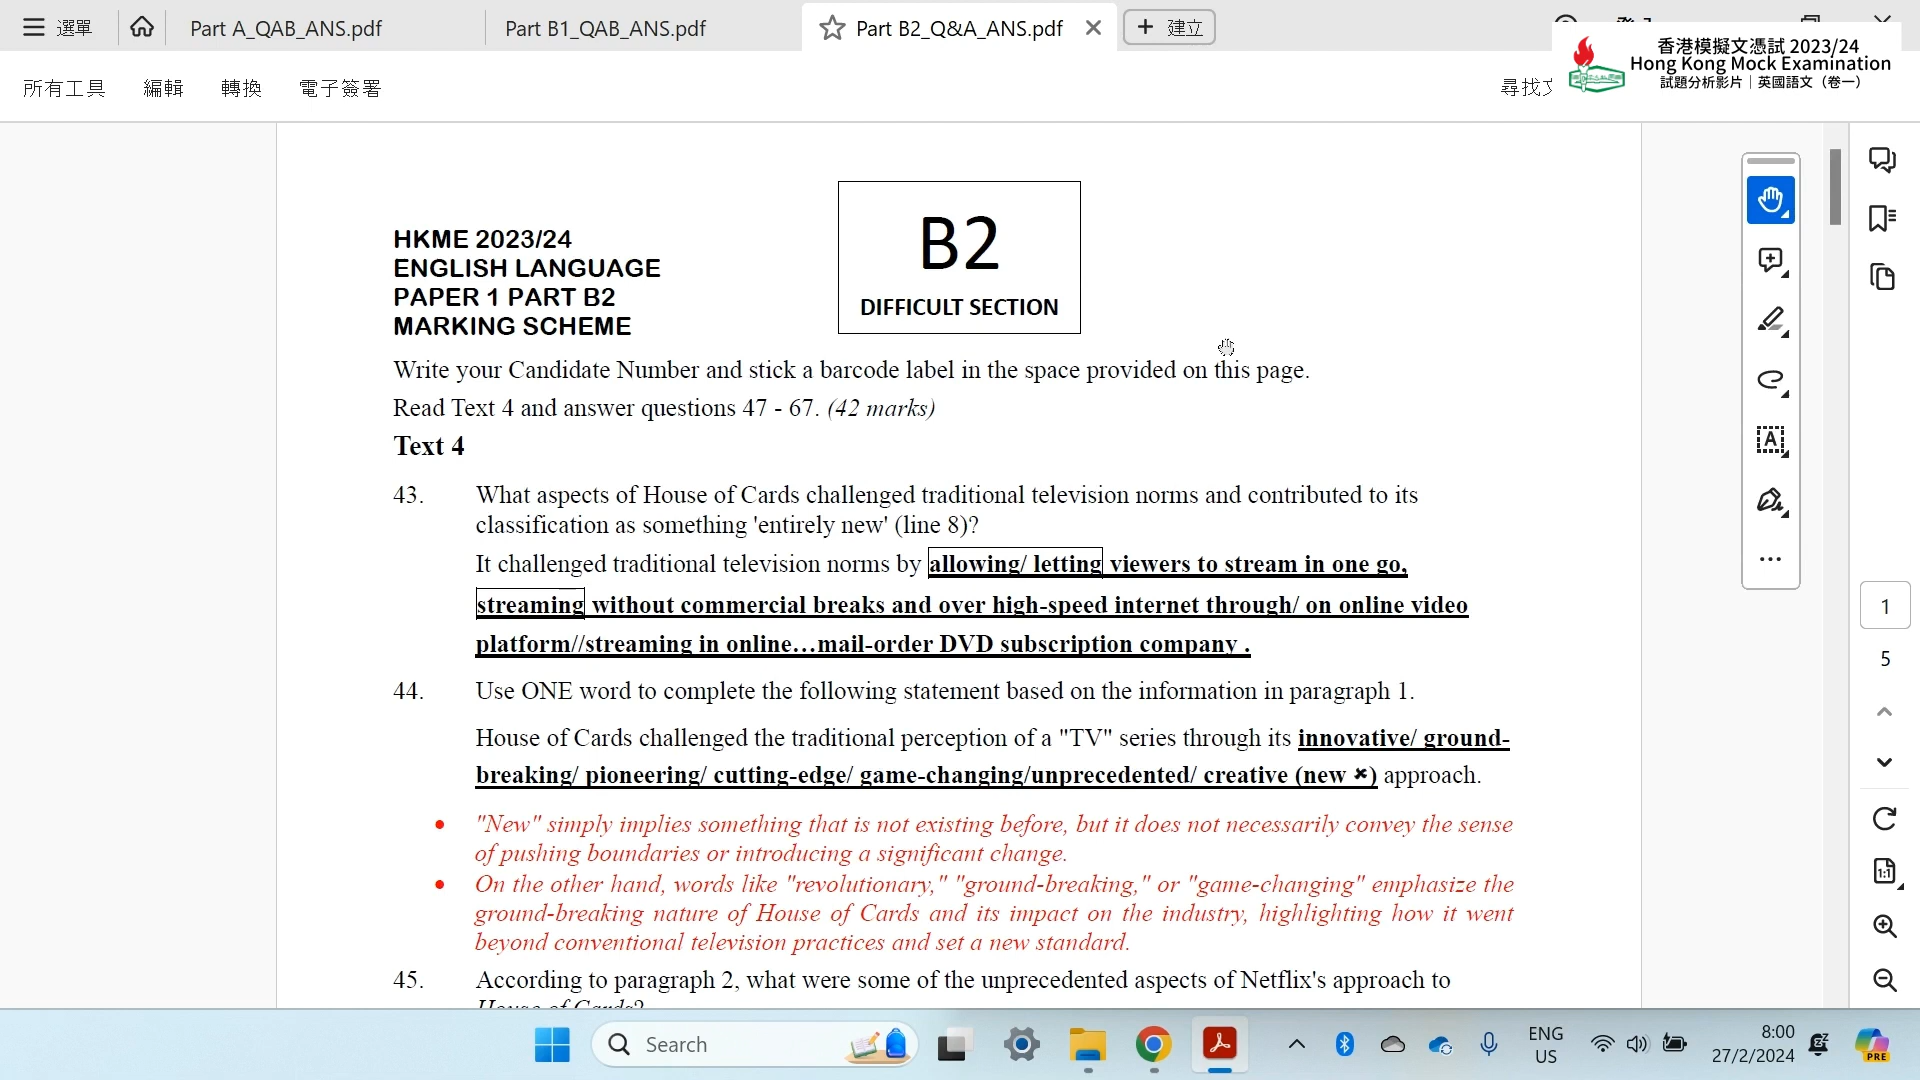 選單
Part A_QAB_ANS.pdf
Part B1_QAB_ANS.pdf
Part B2_Q&A_ANS.pdf
建立
所有工具
編輯
轉換
電子簽署
尋找
香港模擬文憑試 2023/24
Hong Kong Mock Examination
試題分析影片｜英國語文（卷一）
B2
DIFFICULT SECTION
HKME 2023/24
ENGLISH LANGUAGE
PAPER 1 PART B2
MARKING SCHEME
Write your Candidate Number and stick a barcode label in the space provided on this page.
Read Text 4 and answer questions 47 - 67. (42 marks)
Text 4
43. What aspects of House of Cards challenged traditional television norms and contributed to its
classification as something 'entirely new' (line 8)?
It challenged traditional television norms by allowing/ letting viewers to stream in one go,
streaming without commercial breaks and over high-speed internet through/ on online video
platform//streaming in online…mail-order DVD subscription company .
44. Use ONE word to complete the following statement based on the information in paragraph 1.
House of Cards challenged the traditional perception of a "TV" series through its innovative/ ground-
breaking/ pioneering/ cutting-edge/ game-changing/unprecedented/ creative (new ✖) approach.
• "New" simply implies something that is not existing before, but it does not necessarily convey the sense
of pushing boundaries or introducing a significant change.
• On the other hand, words like "revolutionary," "ground-breaking," or "game-changing" emphasize the
ground-breaking nature of House of Cards and its impact on the industry, highlighting how it went
beyond conventional television practices and set a new standard.
45. According to paragraph 2, what were some of the unprecedented aspects of Netflix's approach to
House of Cards?
1
5
1:1
Search
ENG
US
8:00
27/2/2024
PRE